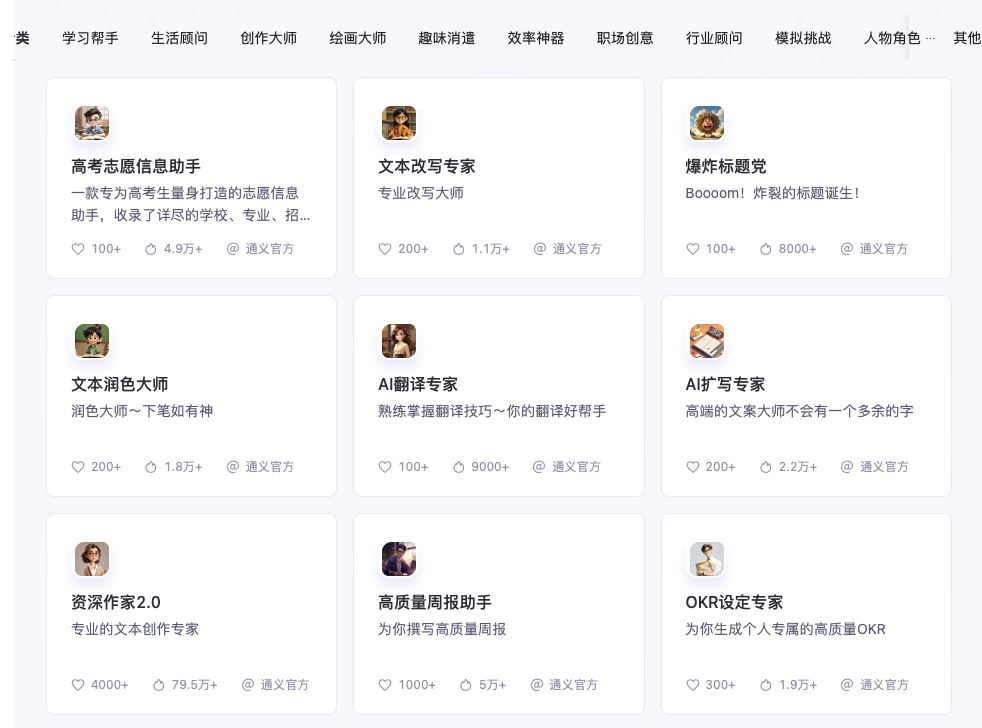 类 学习帮手 生活顾问 创作大师 绘画大师 趣味消遣 效率神器 职场创意 行业顾问 模拟挑战 人物角色 ... 其他
高考志愿信息助手
一款专为高考生量身打造的志愿信息
助手，收录了详尽的学校、专业、招...
100+ 4.9万+ @ 通义官方
文本改写专家
专业改写大师
200+ 1.1万+ @ 通义官方
爆炸标题党
Boooom！炸裂的标题诞生！
100+ 8000+ @ 通义官方
文本润色大师
润色大师～下笔如有神
200+ 1.8万+ @ 通义官方
AI翻译专家
熟练掌握翻译技巧～你的翻译好帮手
100+ 9000+ @ 通义官方
AI扩写专家
高端的文案大师不会有一个多余的字
200+ 2.2万+ @ 通义官方
资深作家2.0
专业的文本创作专家
4000+ 79.5万+ @ 通义官方
高质量周报助手
为你撰写高质量周报
1000+ 5万+ @ 通义官方
OKR设定专家
为你生成个人专属的高质量OKR
300+ 1.9万+ @ 通义官方